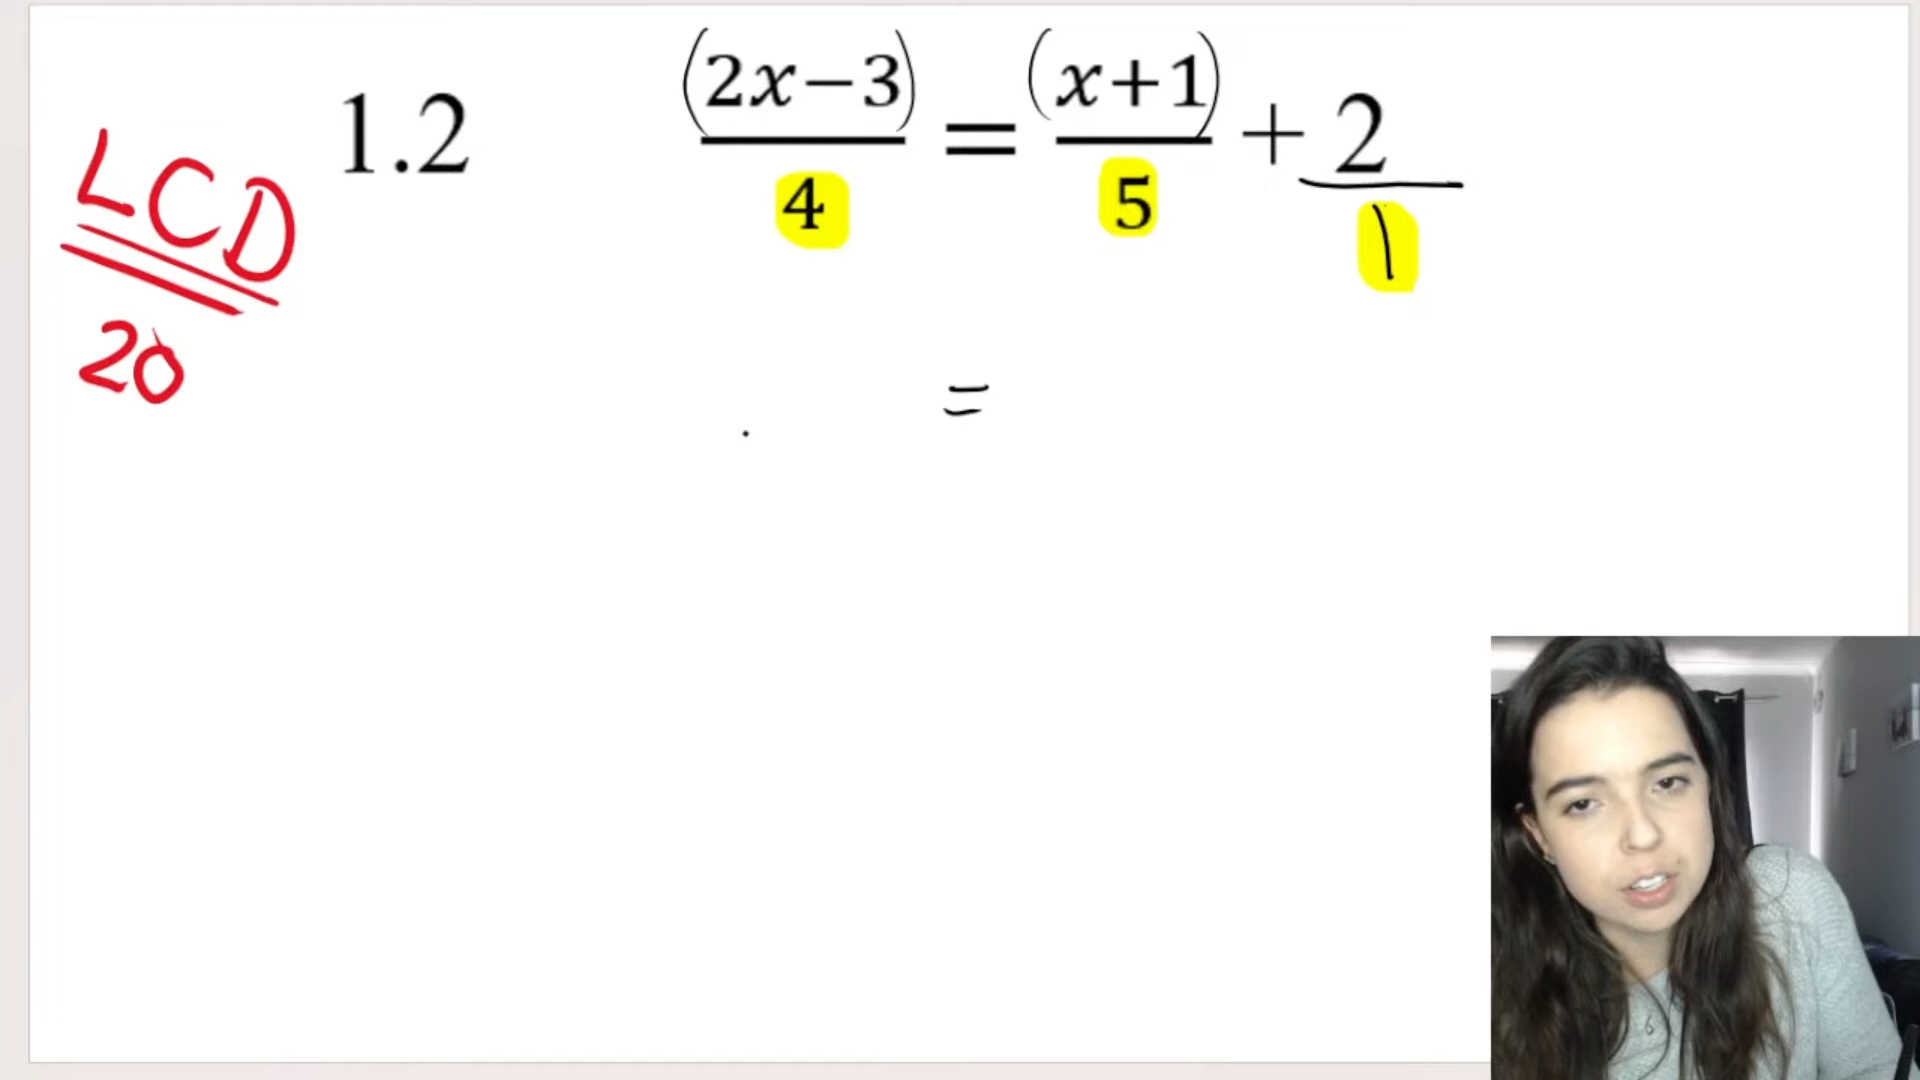 1.2 (2x−3)/4 = (x+1)/5 + 2/1
LCD
20
=